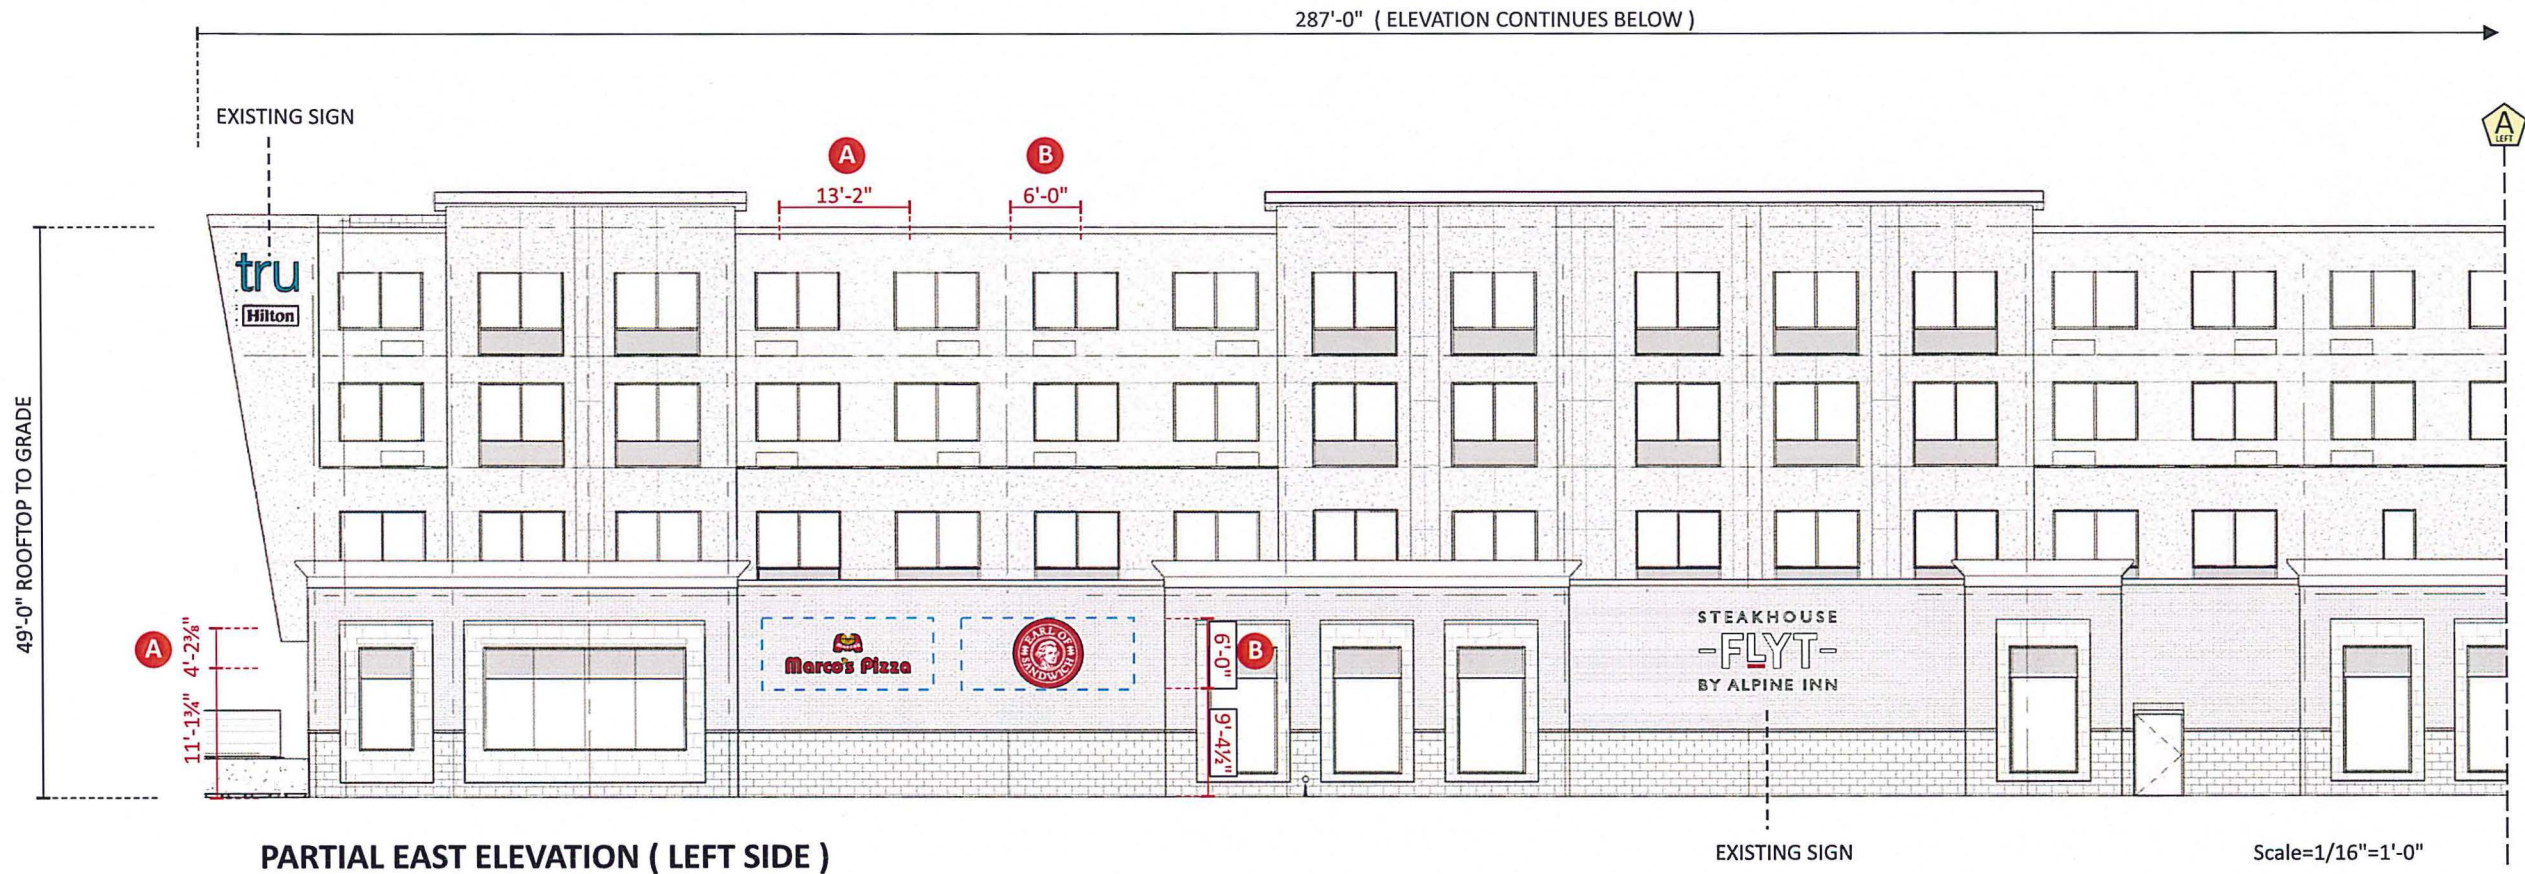 287'-0" ( ELEVATION CONTINUES BELOW )
EXISTING SIGN
A
LEFT
A
B
13'-2"
6'-0"
tru
Hilton
49'-0" ROOFTOP TO GRADE
A
4'-2⅜"
11'-1¾"
Marco's Pizza
EARL OF
SANDWICH
6'-0"
B
9'-4½"
STEAKHOUSE
-FLYT-
BY ALPINE INN
PARTIAL EAST ELEVATION ( LEFT SIDE )
EXISTING SIGN
Scale=1/16"=1'-0"